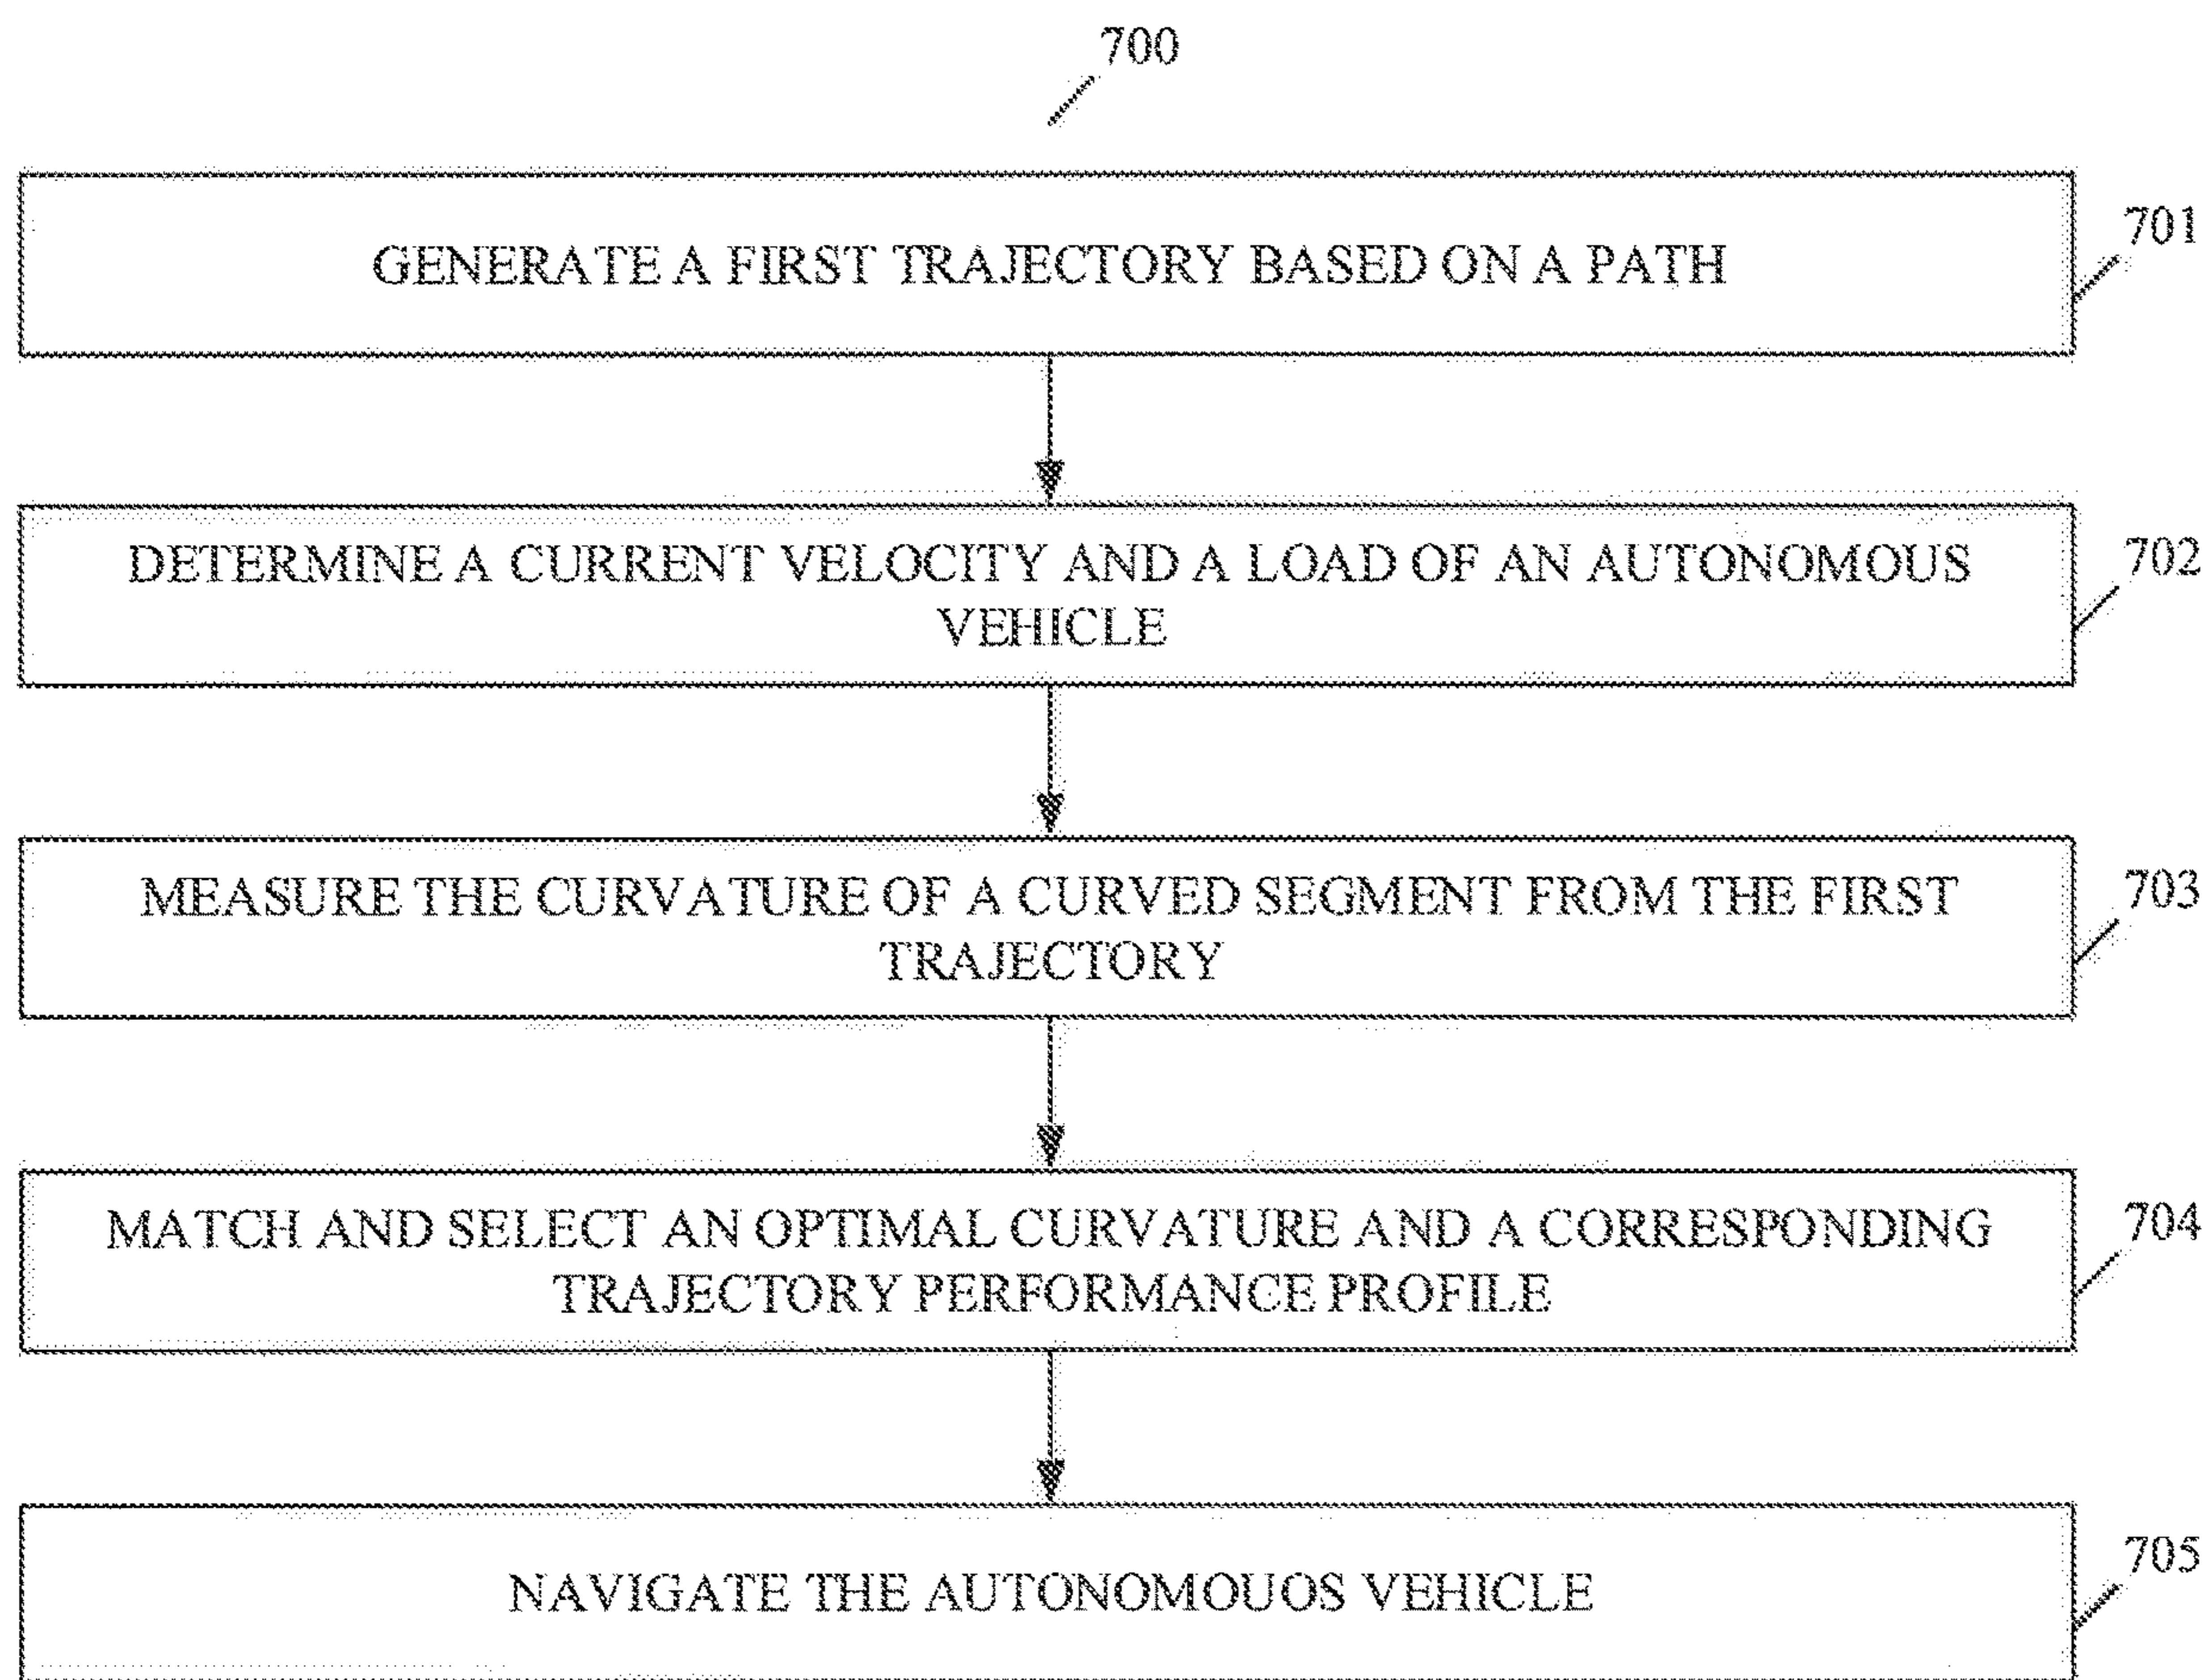 700
GENERATE A FIRST TRAJECTORY BASED ON A PATH
701
DETERMINE A CURRENT VELOCITY AND A LOAD OF AN AUTONOMOUS
VEHICLE
702
MEASURE THE CURVATURE OF A CURVED SEGMENT FROM THE FIRST
TRAJECTORY
703
MATCH AND SELECT AN OPTIMAL CURVATURE AND A CORRESPONDING
TRAJECTORY PERFORMANCE PROFILE
704
NAVIGATE THE AUTONOMOUOS VEHICLE
705